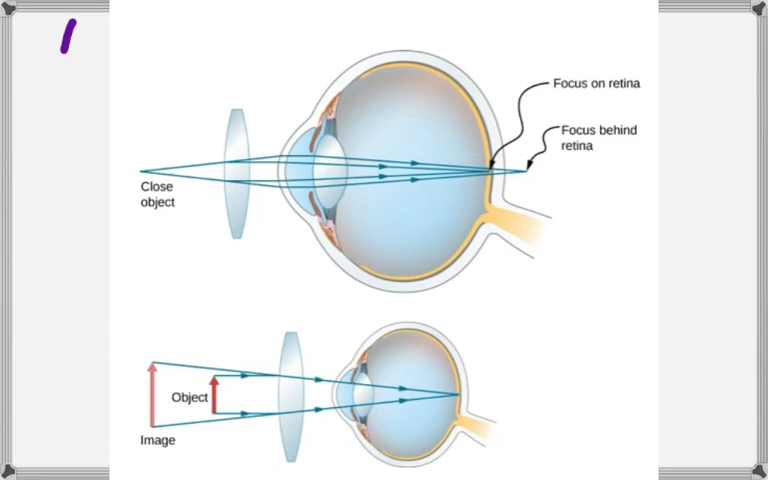 Focus on retina
Focus behind
retina
Close
object
Object
Image